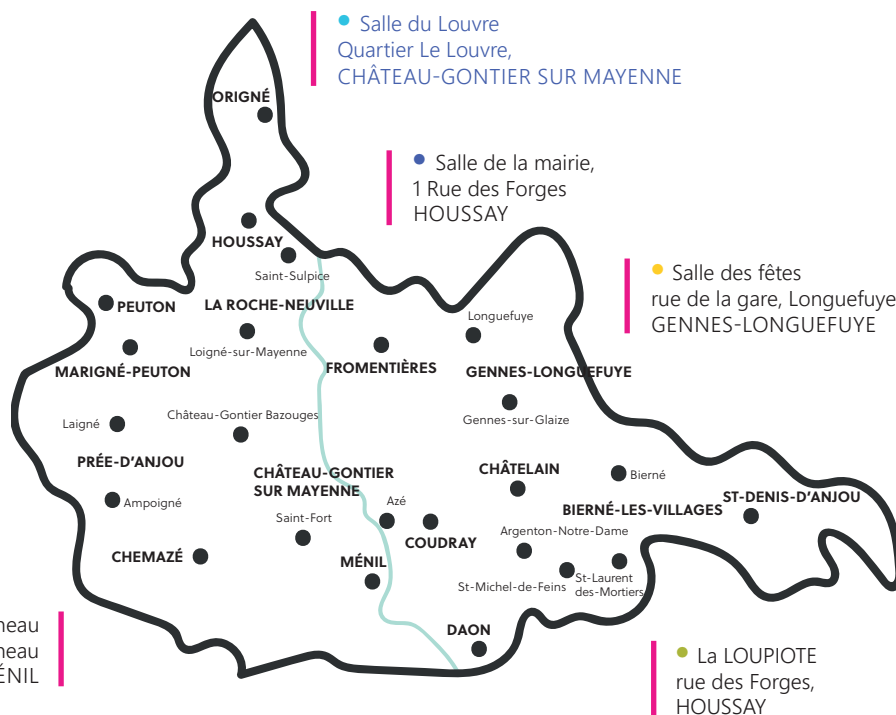 • Salle du Louvre
Quartier Le Louvre,
CHÂTEAU-GONTIER SUR MAYENNE
ORIGNÉ
• Salle de la mairie,
1 Rue des Forges
HOUSSAY
HOUSSAY
Saint-Sulpice
• Salle des fêtes
rue de la gare, Longuefuye
GENNES-LONGUEFUYE
PEUTON
LA ROCHE-NEUVILLE
Longuefuye
Loigné-sur-Mayenne
MARIGNÉ-PEUTON
FROMENTIÈRES
GENNES-LONGUEFUYE
Château-Gontier Bazouges
Laigné
Gennes-sur-Glaize
PRÉE-D'ANJOU
CHÂTEAU-GONTIER
SUR MAYENNE
CHÂTELAIN
Bierné
Ampoigné
Azé
BIERNÉ-LES-VILLAGES
ST-DENIS-D'ANJOU
Saint-Fort
COUDRAY
Argenton-Notre-Dame
CHEMAZÉ
MÉNIL
St-Michel-de-Feins
St-Laurent
des-Mortiers
DAON
neau
neau
ÉNIL
• La LOUPIOTE
rue des Forges,
HOUSSAY